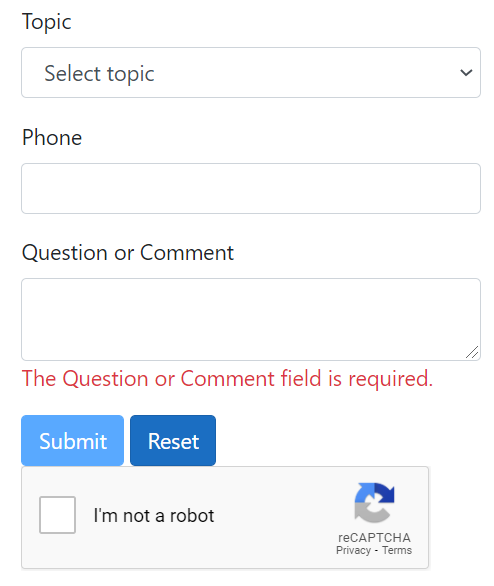 Topic
Select topic
Phone
Question or Comment
The Question or Comment field is required.
Submit Reset
I'm not a robot
reCAPTCHA
Privacy - Terms